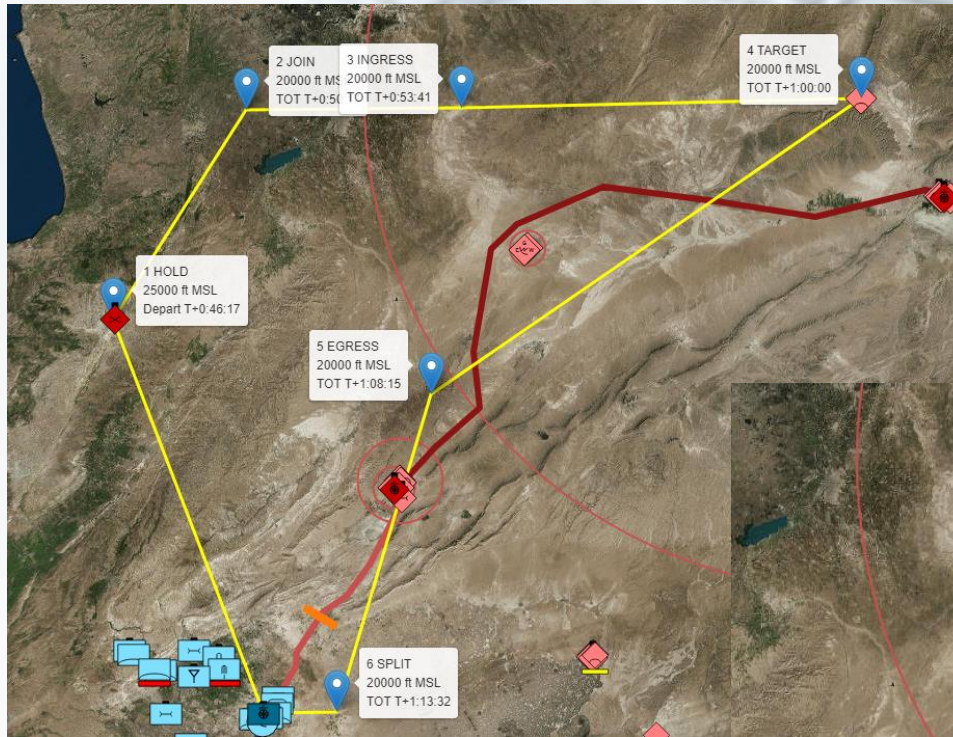 2 JOIN
20000 ft MS
TOT T+0:50
3 INGRESS
20000 ft MSL
TOT T+0:53:41
4 TARGET
20000 ft MSL
TOT T+1:00:00
1 HOLD
25000 ft MSL
Depart T+0:46:17
5 EGRESS
20000 ft MSL
TOT T+1:08:15
6 SPLIT
20000 ft MSL
TOT T+1:13:32